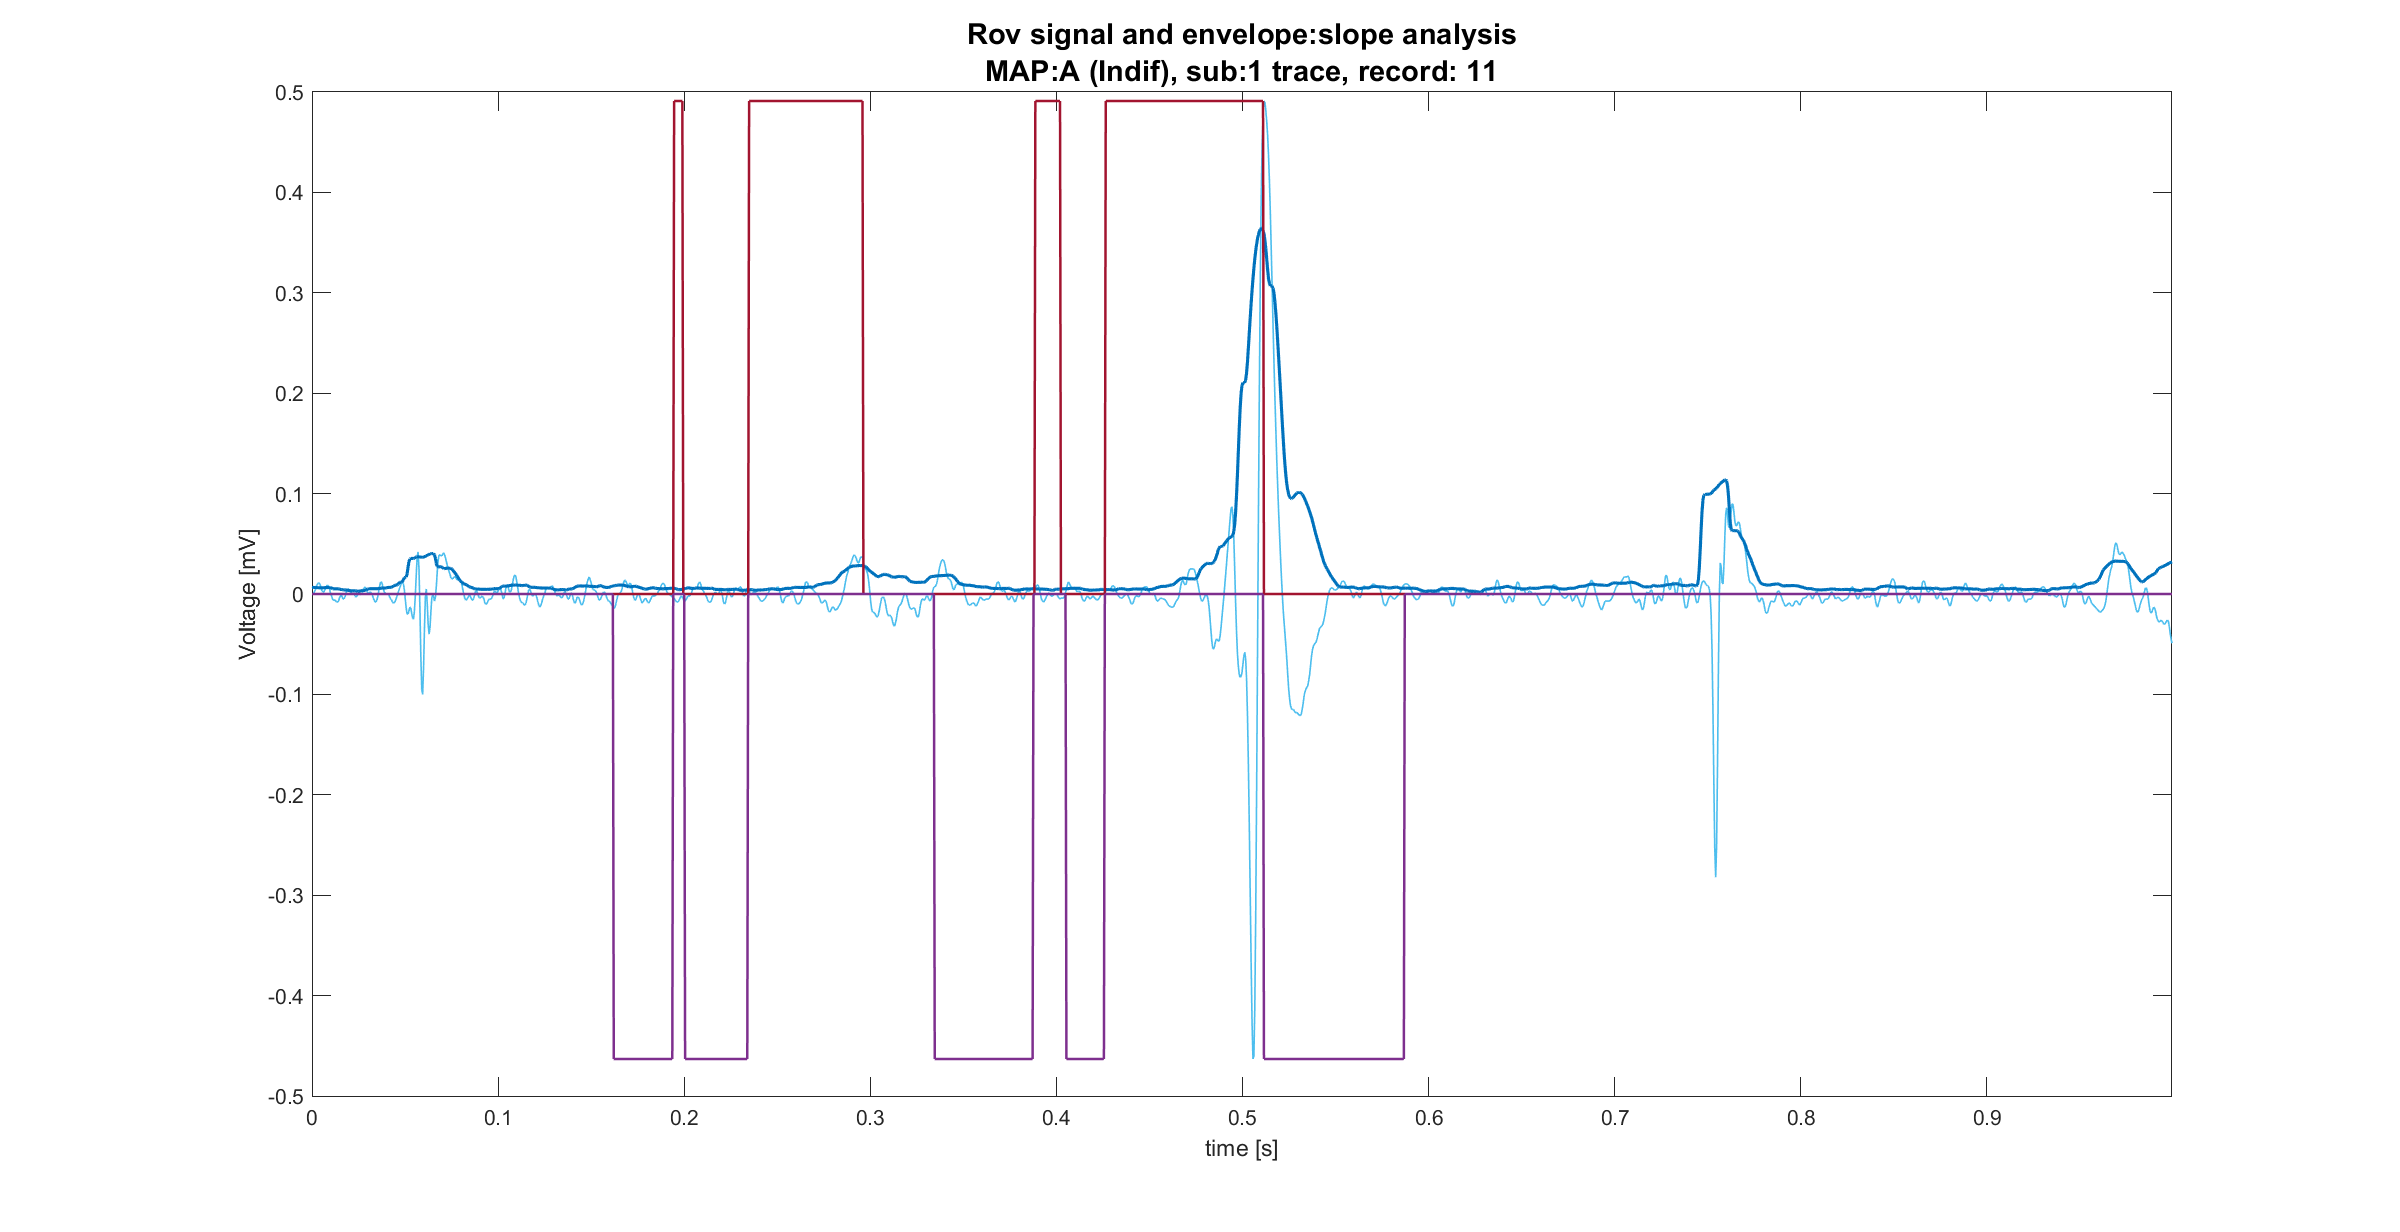 Rov signal and envelope:slope analysis
MAP:A (Indif), sub:1 trace, record: 11
0.5
0.4
0.3
0.2
0.1
0
-0.1
-0.2
-0.3
-0.4
-0.5
Voltage [mV]
0 0.1 0.2 0.3 0.4 0.5 0.6 0.7 0.8 0.9
time [s]